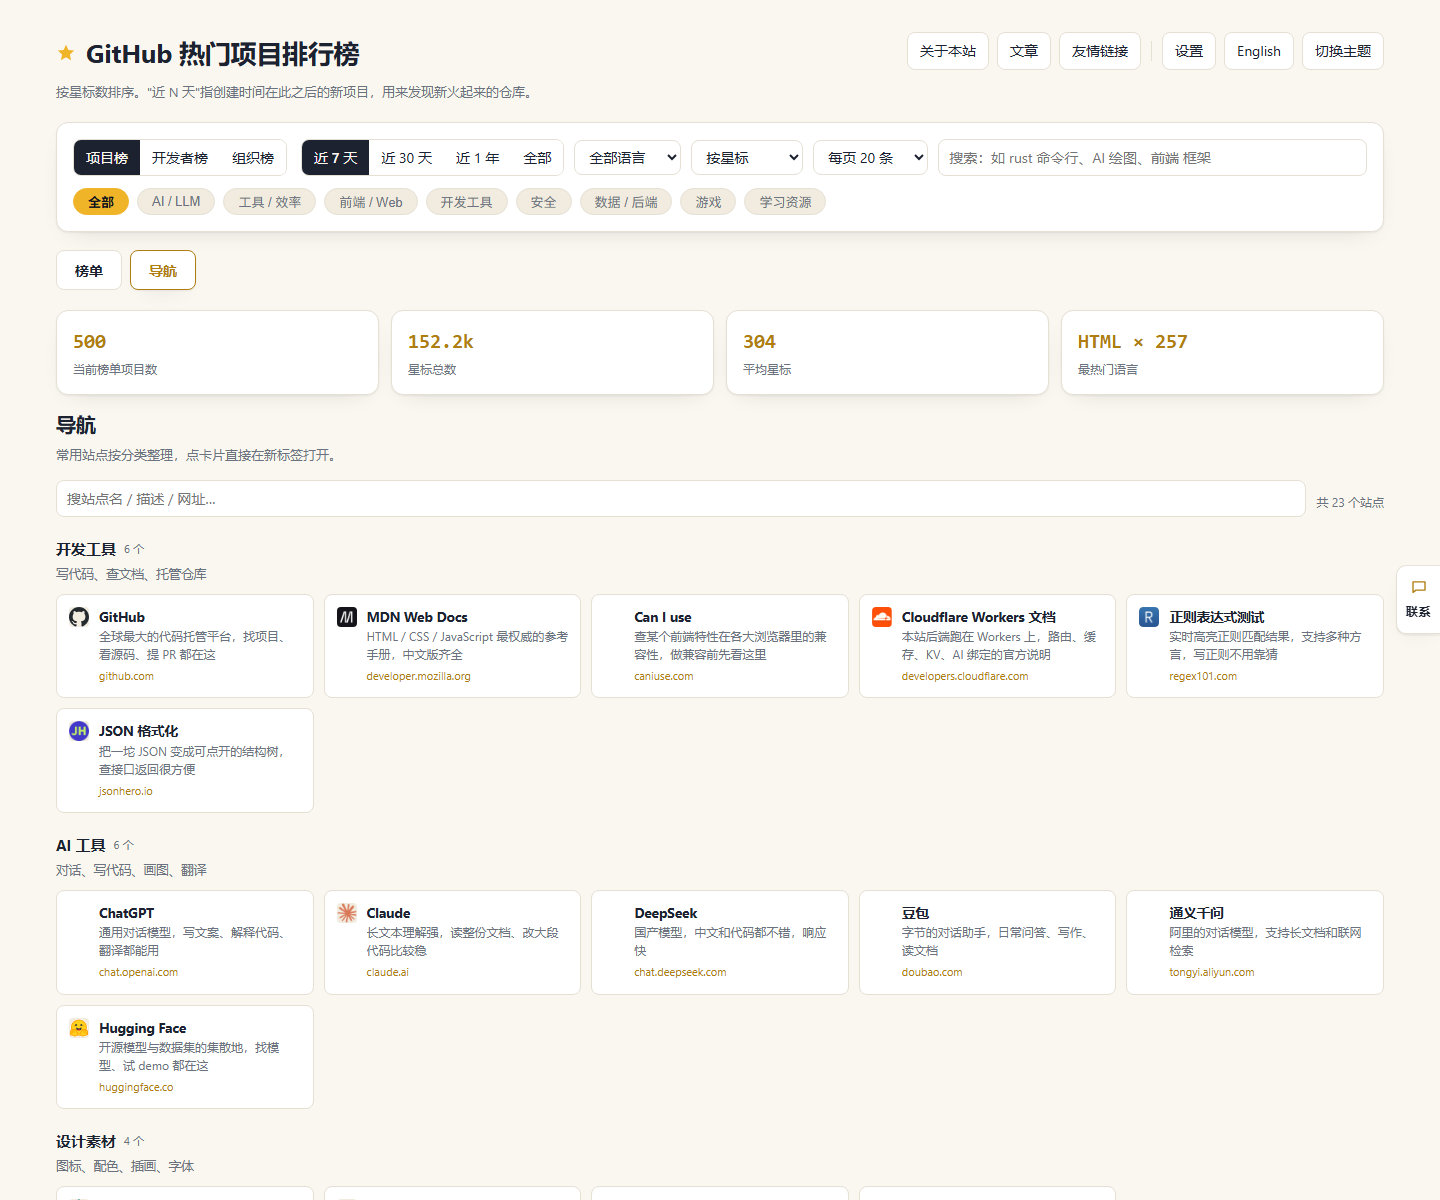 GitHub 热门项目排行榜
关于本站 文章 友情链接 设置 English 切换主题
按星标数排序。"近 N 天"指创建时间在此之后的新项目，用来发现新火起来的仓库。
项目榜 开发者榜 组织榜 近 7 天 近 30 天 近 1 年 全部 全部语言 按星标 每页 20 条 搜索：如 rust 命令行、AI 绘图、前端 框架
全部 AI / LLM 工具 / 效率 前端 / Web 开发工具 安全 数据 / 后端 游戏 学习资源
榜单 导航
500 152.2k 304 HTML × 257
当前榜单项目数 星标总数 平均星标 最热门语言
导航
常用站点按分类整理，点卡片直接在新标签打开。
搜站点名 / 描述 / 网址... 共 23 个站点
开发工具 6 个
写代码、查文档、托管仓库
GitHub
全球最大的代码托管平台，找项目、
看源码、提 PR 都在这
github.com
M
MDN Web Docs
HTML / CSS / JavaScript 最权威的参考
手册，中文版齐全
developer.mozilla.org
Can I use
查某个前端特性在各大浏览器里的兼
容性，做兼容前先看这里
caniuse.com
Cloudflare Workers 文档
本站后端跑在 Workers 上，路由、缓
存、KV、AI 绑定的官方说明
developers.cloudflare.com
R
正则表达式测试
实时高亮正则匹配结果，支持多种方
言，写正则不用靠猜
regex101.com
联系
JH
JSON 格式化
把一坨 JSON 变成可点开的结构树，
查接口返回很方便
jsonhero.io
AI 工具 6 个
对话、写代码、画图、翻译
ChatGPT
通用对话模型，写文案、解释代码、
翻译都能用
chat.openai.com
Claude
长文本理解强，读整份文档、改大段
代码比较稳
claude.ai
DeepSeek
国产模型，中文和代码都不错，响应
快
chat.deepseek.com
豆包
字节的对话助手，日常问答、写作、
读文档
doubao.com
通义千问
阿里的对话模型，支持长文档和联网
检索
tongyi.aliyun.com
Hugging Face
开源模型与数据集的集散地，找模
型、试 demo 都在这
huggingface.co
设计素材 4 个
图标、配色、插画、字体